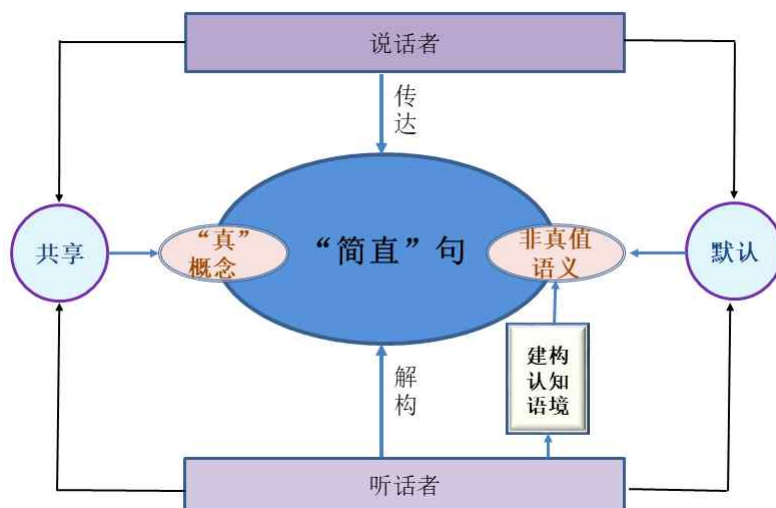 说话者
传
达
共享
“真”
概念
“简直”句
非真值
语义
默认
解
构
建构
认知
语境
听话者